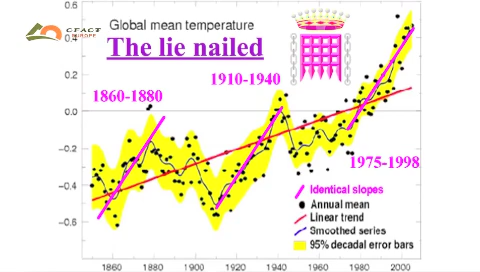 CFACT
EUROPE
Global mean temperature
The lie nailed
1910-1940
1860-1880
1975-1998
Identical slopes
Annual mean
Linear trend
Smoothed series
95% decadal error bars
0.6
0.4
0.2
0.0
-0.2
-0.4
-0.6
1860 1880 1900 1920 1940 1960 1980 2000